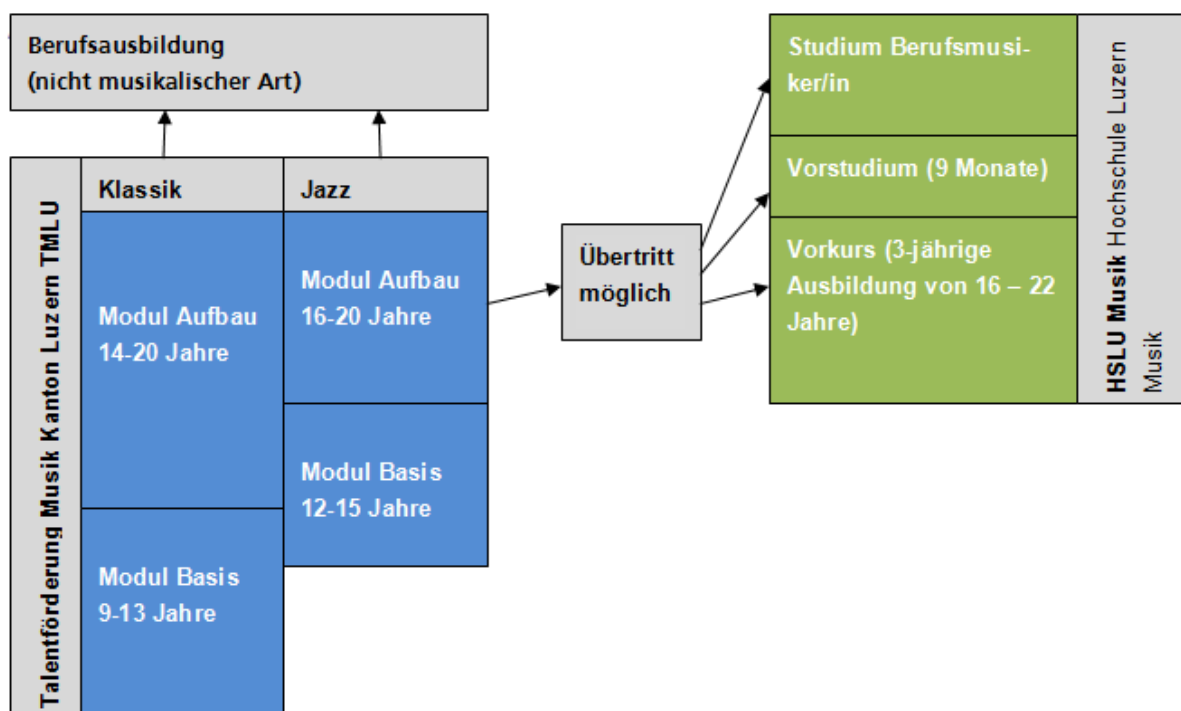 Berufsausbildung
(nicht musikalischer Art)
Talentförderung Musik Kanton Luzern TMLU
Klassik
Jazz
Modul Aufbau
14-20 Jahre
Modul Basis
9-13 Jahre
Modul Aufbau
16-20 Jahre
Modul Basis
12-15 Jahre
Übertritt
möglich
Studium Berufsmusi-
ker/in
Vorstudium (9 Monate)
Vorkurs (3-jährige
Ausbildung von 16 – 22
Jahre)
HSLU Musik Hochschule Luzern
Musik